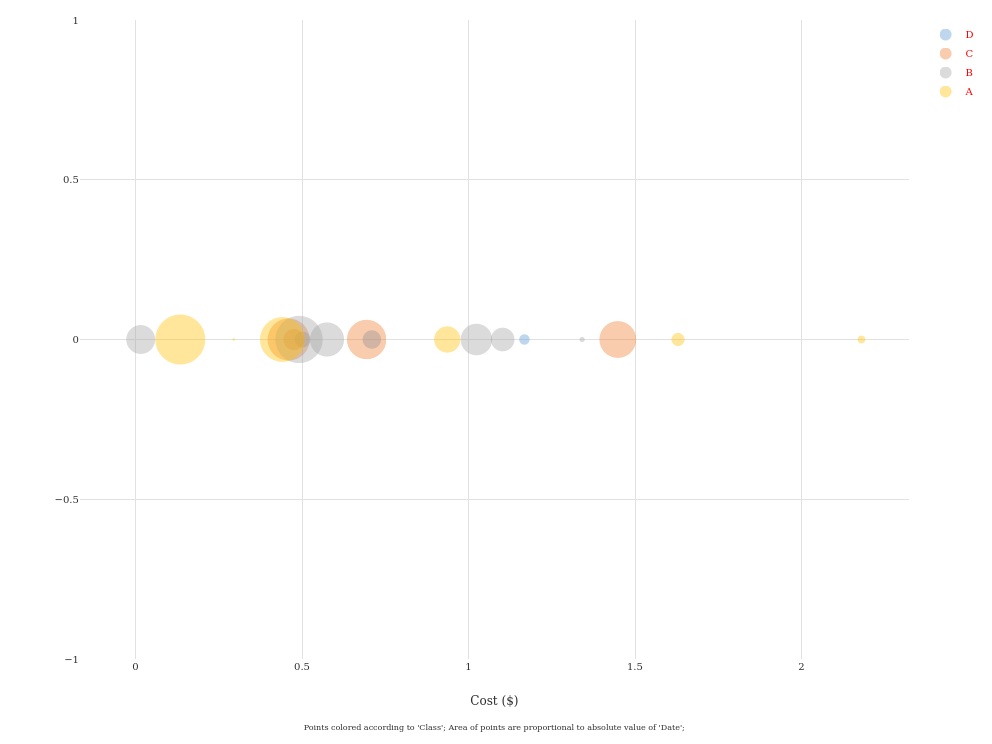 1
0.5
0
−0.5
−1
0
0.5
1
1.5
2
Cost ($)
Points colored according to 'Class'; Area of points are proportional to absolute value of 'Date';
D
C
B
A